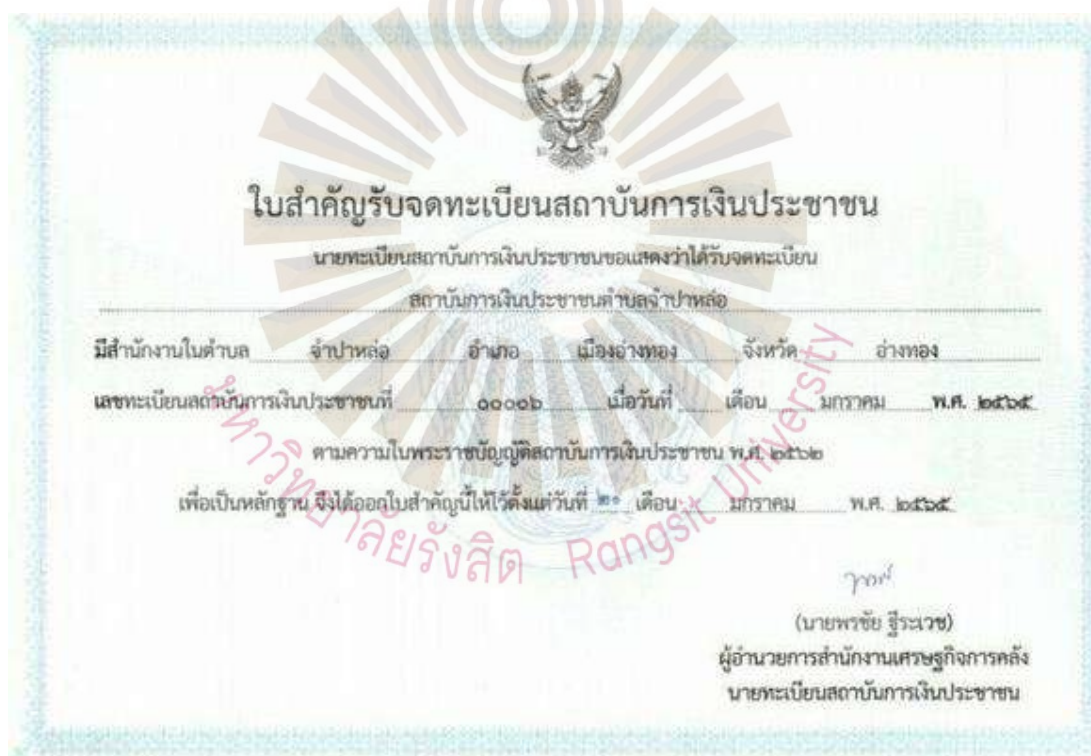 ใบสำคัญรับจดทะเบียนสถาบันการเงินประชาชน
นายทะเบียนสถาบันการเงินประชาชนขอแสดงว่าได้รับจดทะเบียน
สถาบันการเงินประชาชนตำบลจำปาหล่อ
มีสำนักงานในตำบล จำปาหล่อ อำเภอ เมืองอ่างทอง จังหวัด อ่างทอง
เลขทะเบียนสถาบันการเงินประชาชนที่ ๐๐๐๐๖ เมื่อวันที่ เดือน มกราคม พ.ศ. ๒๕๖๕
ตามความในพระราชบัญญัติสถาบันการเงินประชาชน พ.ศ. ๒๕๖๒
เพื่อเป็นหลักฐาน จึงได้ออกใบสำคัญนี้ให้ไว้ตั้งแต่วันที่ ๒๑ เดือน มกราคม พ.ศ. ๒๕๖๕
(นายพรชัย ฐีระเวช)
ผู้อำนวยการสำนักงานเศรษฐกิจการคลัง
นายทะเบียนสถาบันการเงินประชาชน
มหาวิทยาลัยรังสิต Rangsit University